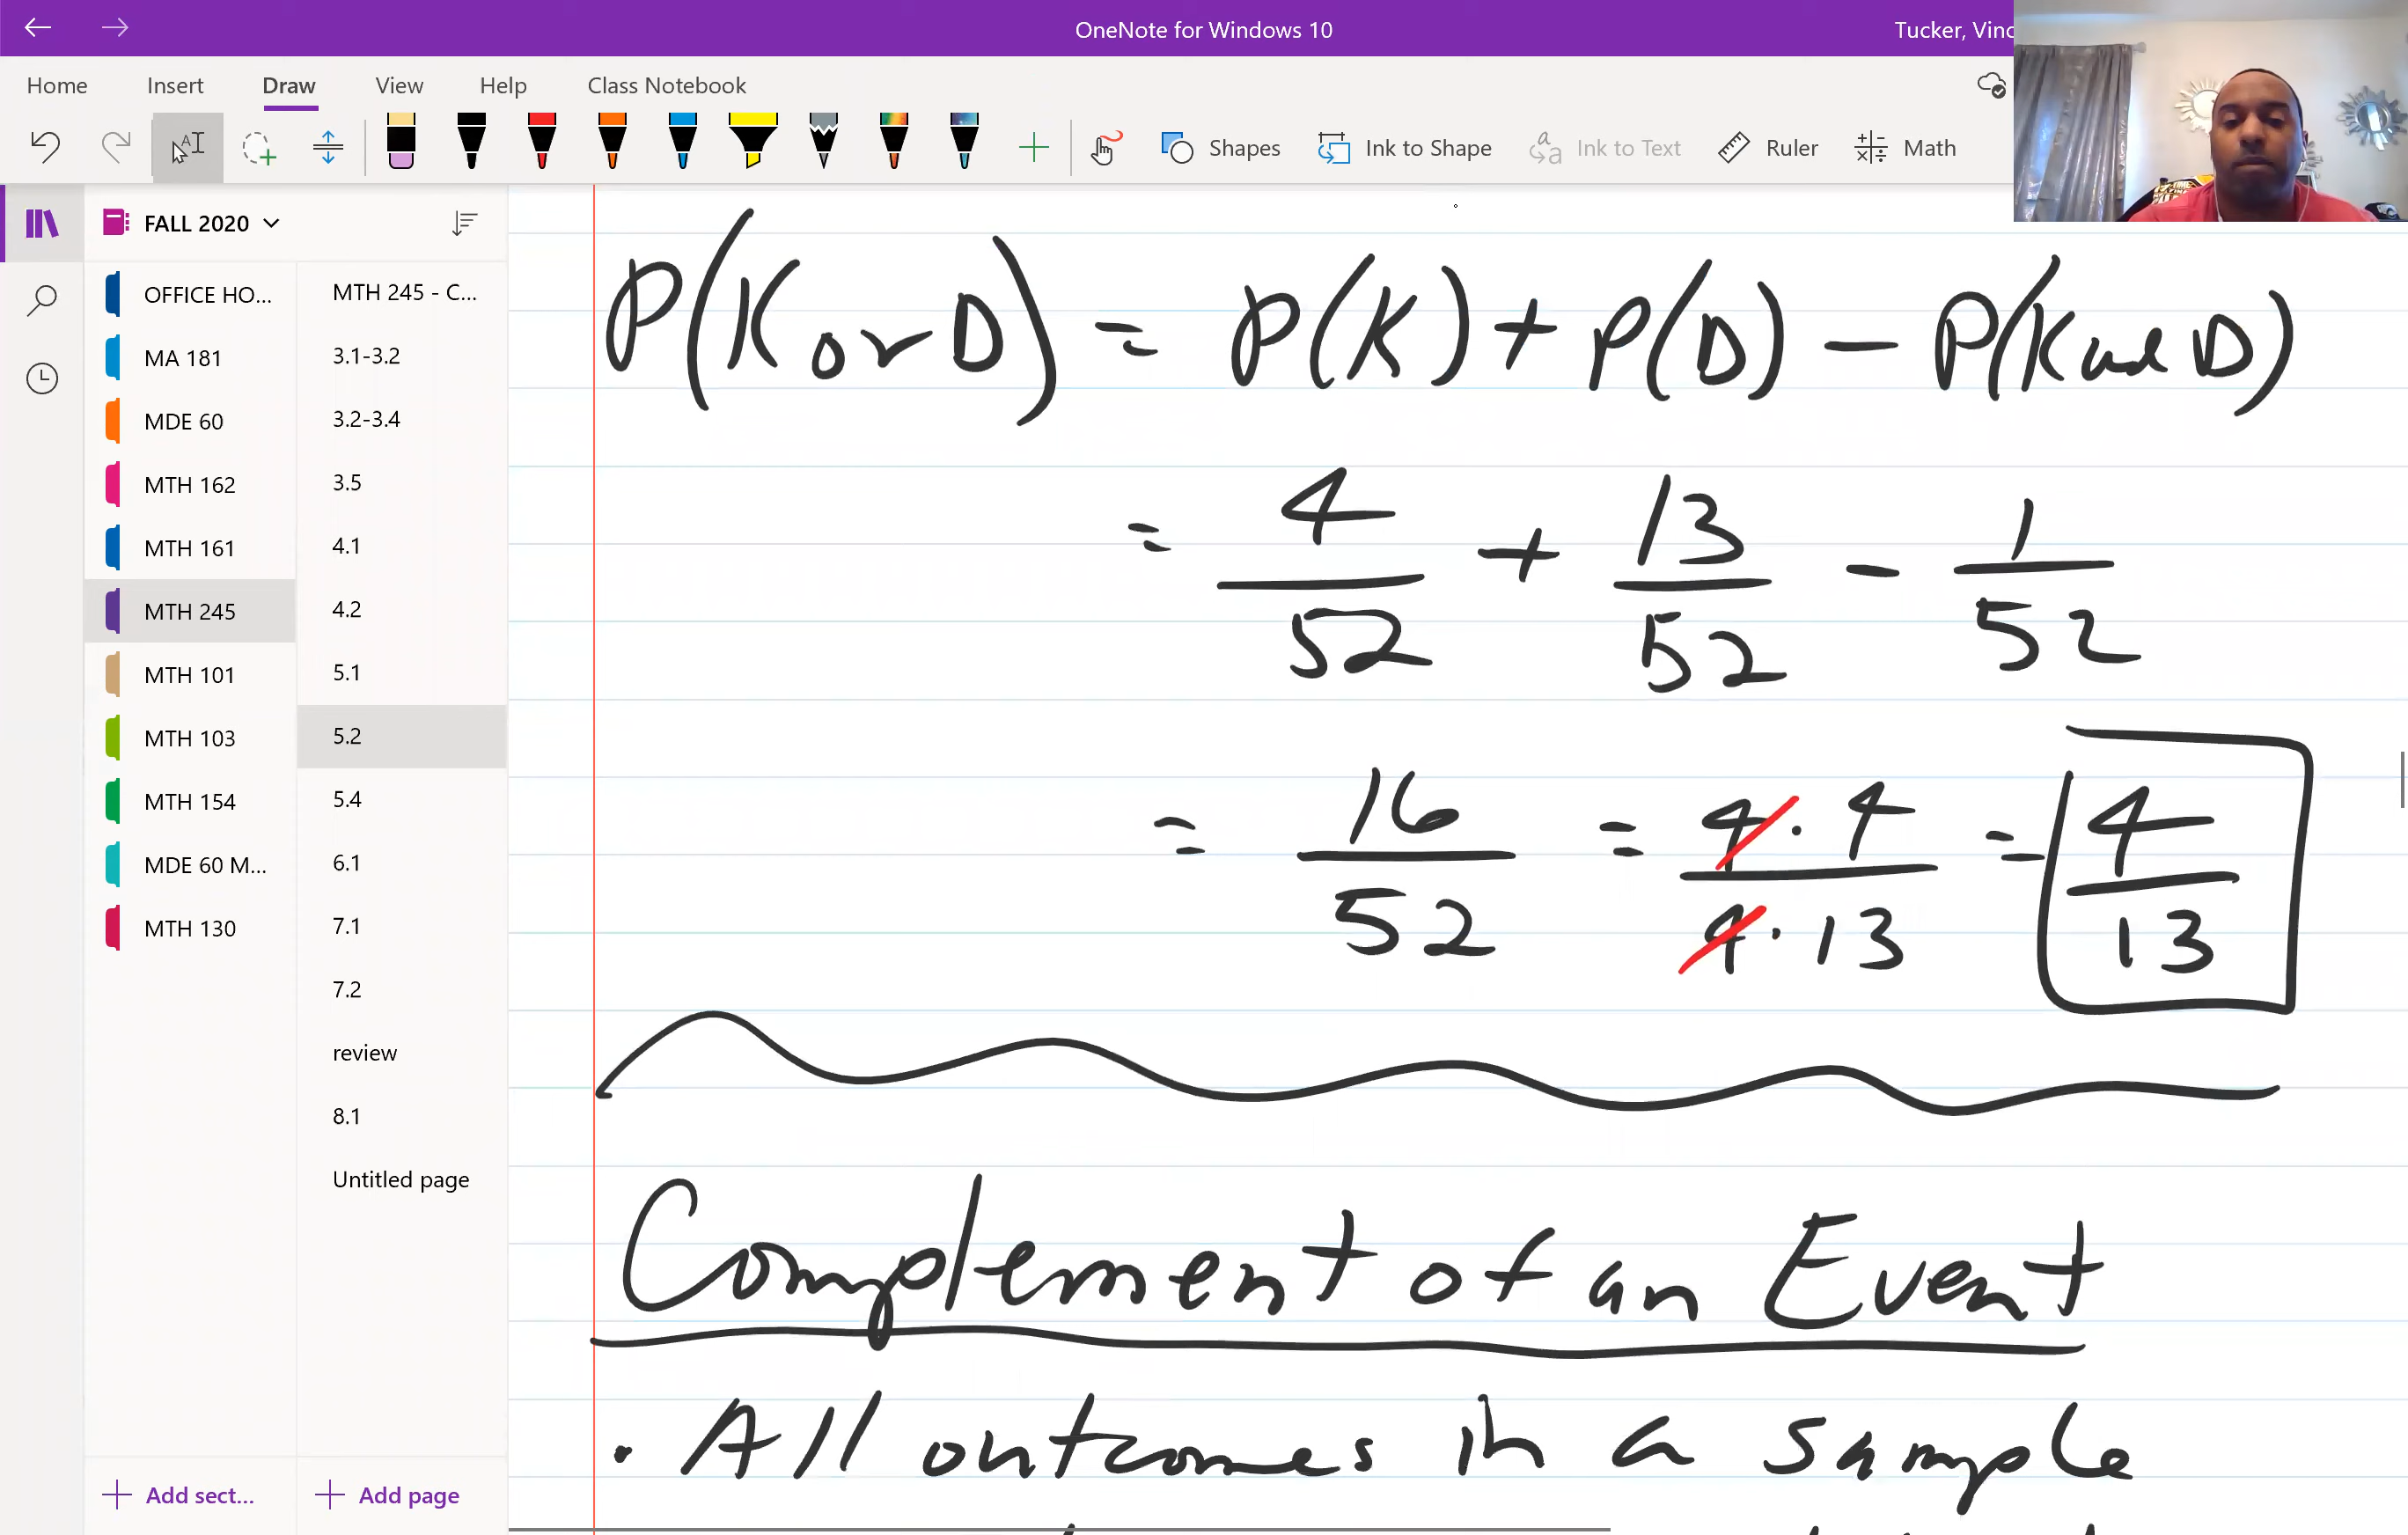 OneNote for Windows 10
Tucker, Vinc
Home Insert Draw View Help Class Notebook
Shapes Ink to Shape Ink to Text Ruler Math
FALL 2020
OFFICE HO...
MA 181
MDE 60
MTH 162
MTH 161
MTH 245
MTH 101
MTH 103
MTH 154
MDE 60 M...
MTH 130
Add sect...
MTH 245 - C...
3.1-3.2
3.2-3.4
3.5
4.1
4.2
5.1
5.2
5.4
6.1
7.1
7.2
review
8.1
Untitled page
Add page
P(K or D) = P(K) + P(D) - P(K and D)
= 4/52 + 13/52 - 1/52
= 16/52 = 4·4/4·13 = 4/13
Complement of an Event
· All outcomes in a sample